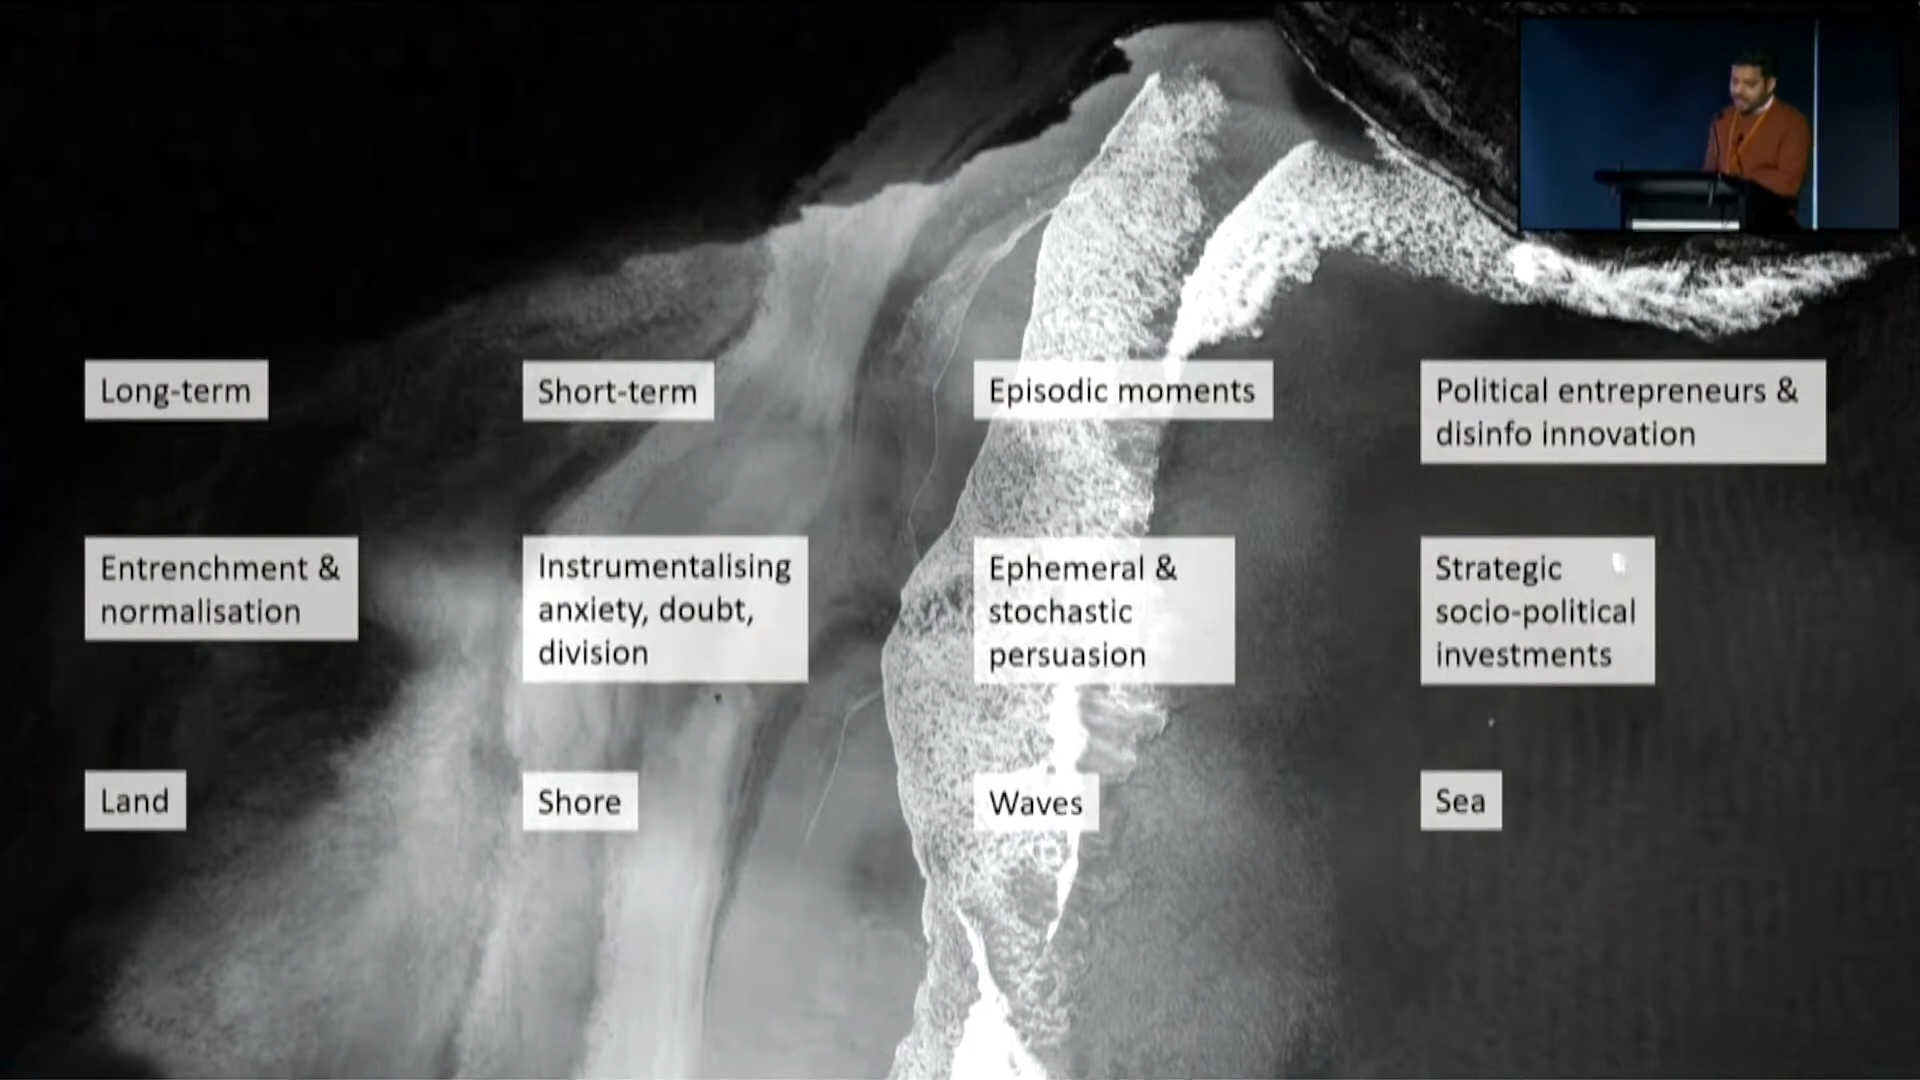 Long-term
Short-term
Episodic moments
Political entrepreneurs &
disinfo innovation
Entrenchment &
normalisation
Instrumentalising
anxiety, doubt,
division
Ephemeral &
stochastic
persuasion
Strategic
socio-political
investments
Land
Shore
Waves
Sea